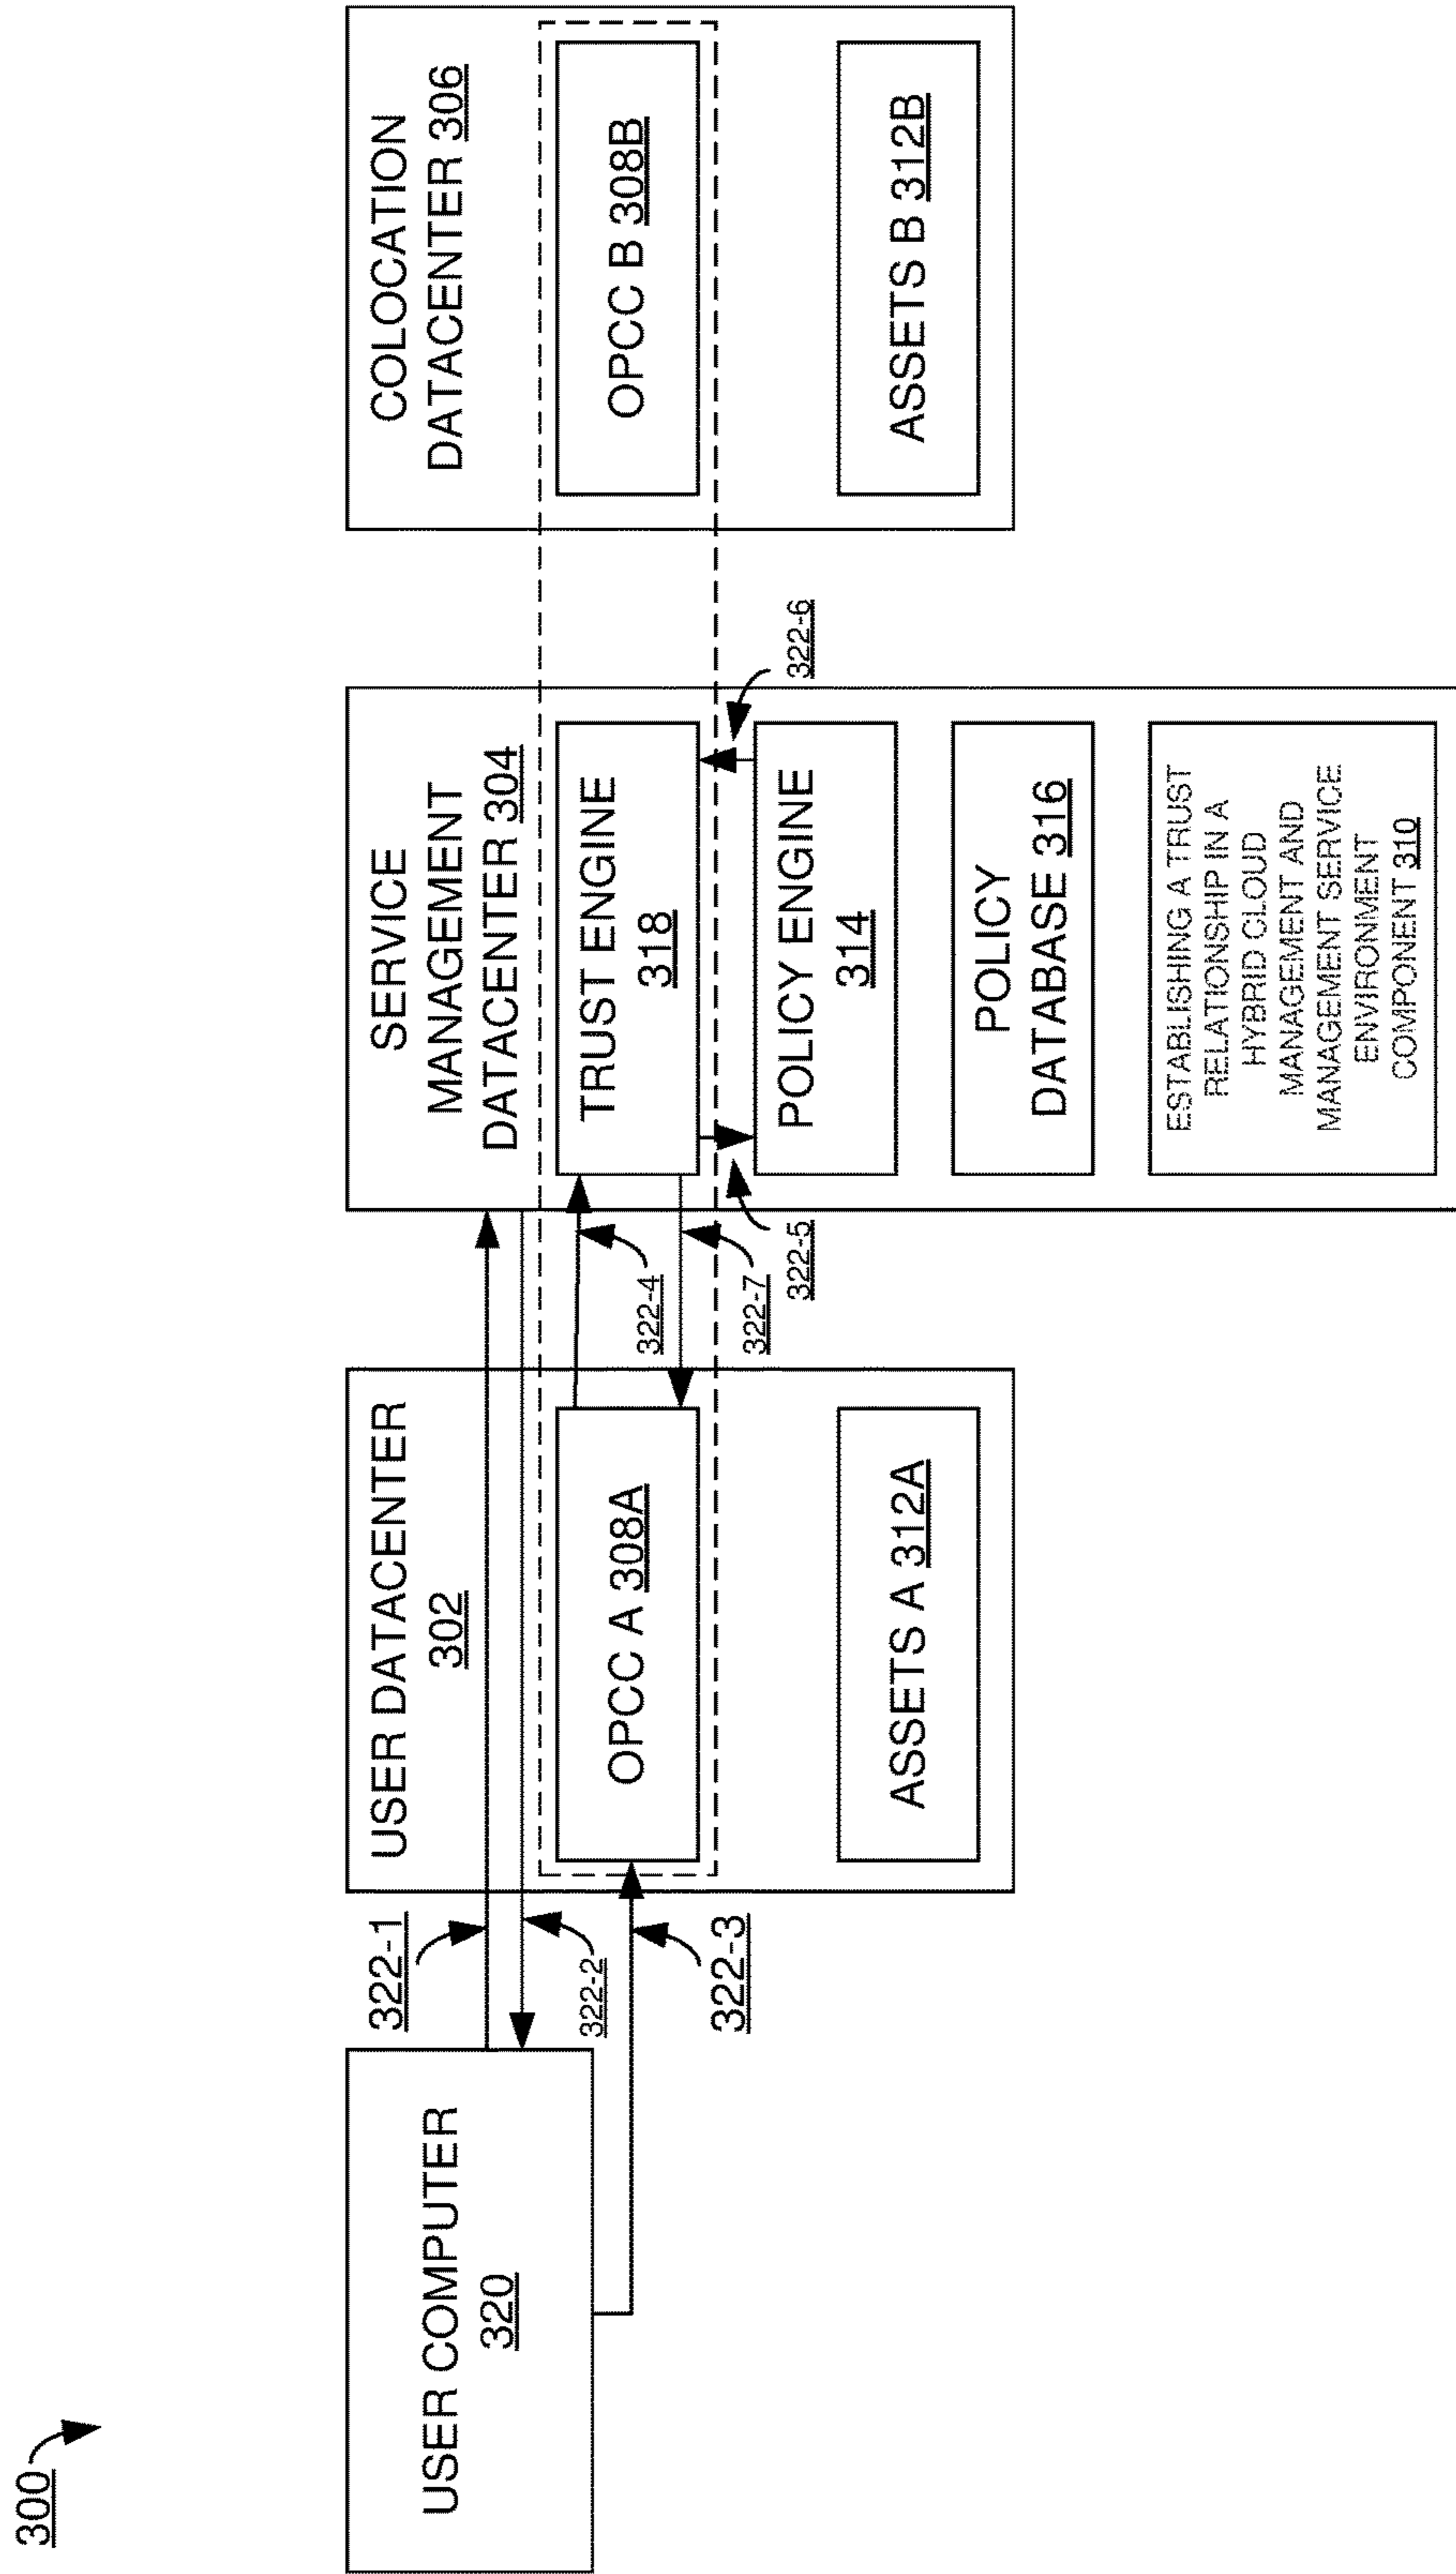 300
USER COMPUTER
320
322-1
322-2
322-3
USER DATACENTER
302
OPCC A 308A
ASSETS A 312A
322-4
322-7
322-5
SERVICE
MANAGEMENT
DATACENTER 304
TRUST ENGINE
318
POLICY ENGINE
314
POLICY
DATABASE 316
ESTABLISHING A TRUST
RELATIONSHIP IN A
HYBRID CLOUD
MANAGEMENT AND
MANAGEMENT SERVICE
ENVIRONMENT
COMPONENT 310
322-6
COLOCATION
DATACENTER 306
OPCC B 308B
ASSETS B 312B